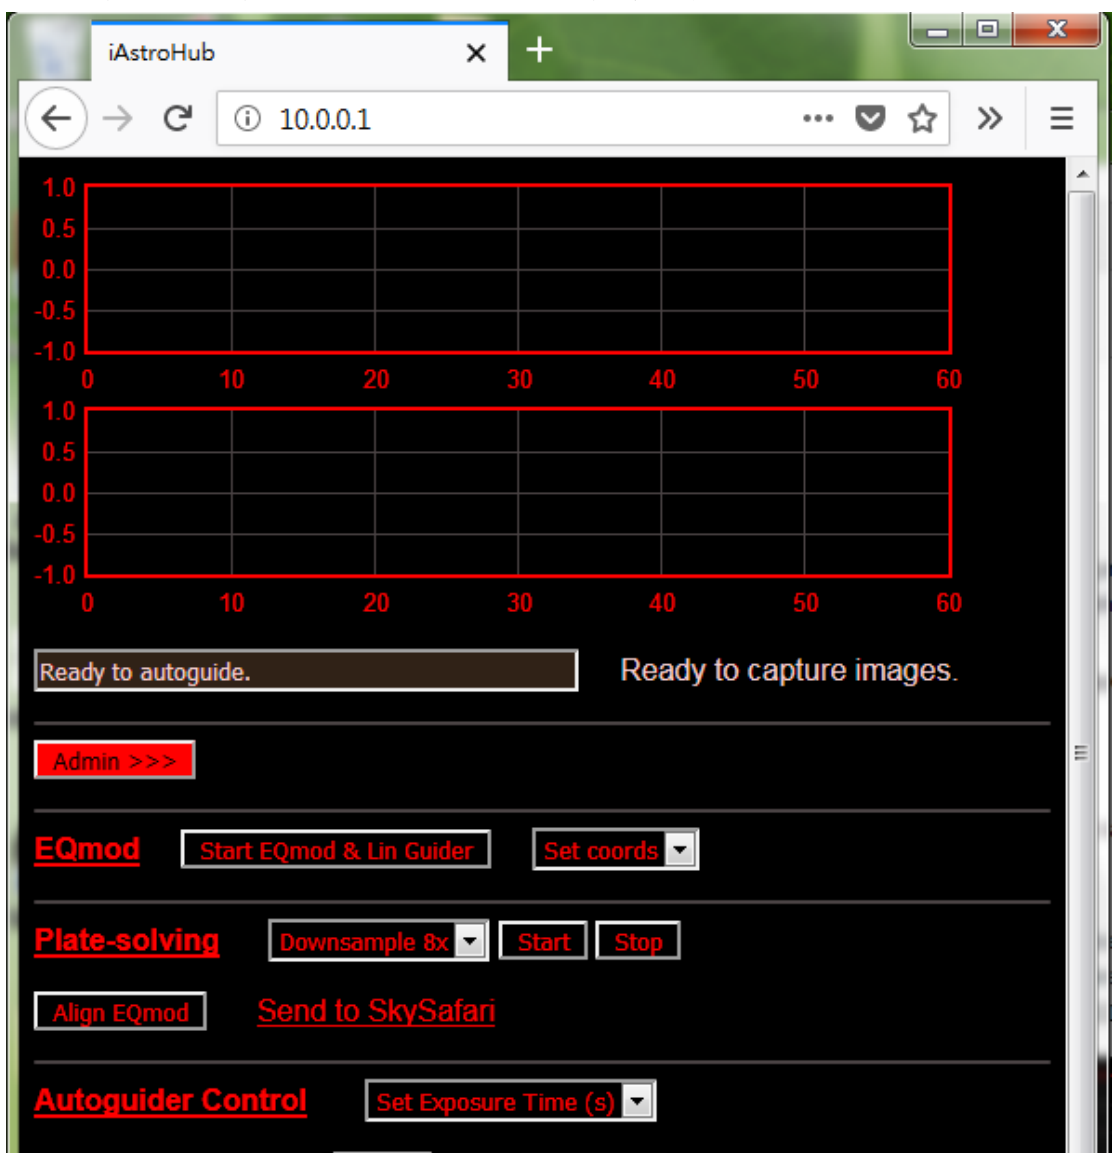 iAstroHub
10.0.0.1
1.0
0.5
0.0
-0.5
-1.0
0 10 20 30 40 50 60
1.0
0.5
0.0
-0.5
-1.0
0 10 20 30 40 50 60
Ready to autoguide. Ready to capture images.
Admin >>>
EQmod Start EQmod & Lin Guider Set coords
Plate-solving Downsample 8x Start Stop
Align EQmod Send to SkySafari
Autoguider Control Set Exposure Time (s)